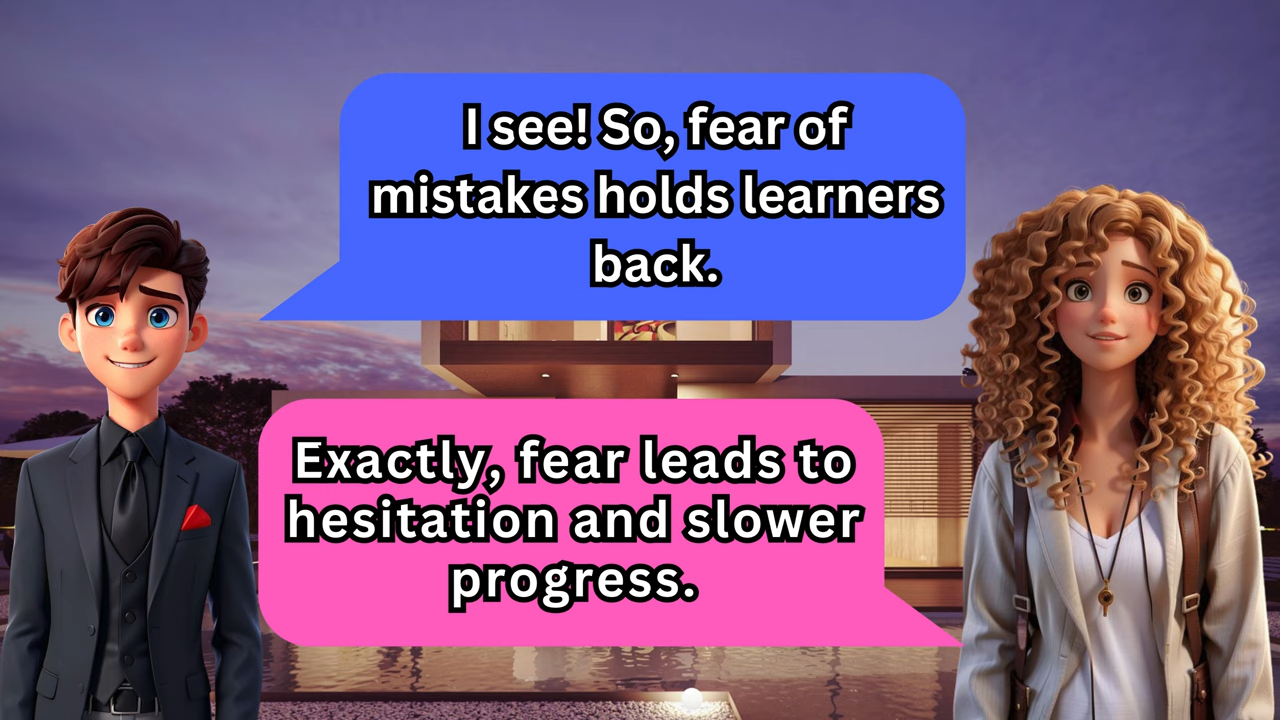 I see! So, fear of
mistakes holds learners
back.
Exactly, fear leads to
hesitation and slower
progress.